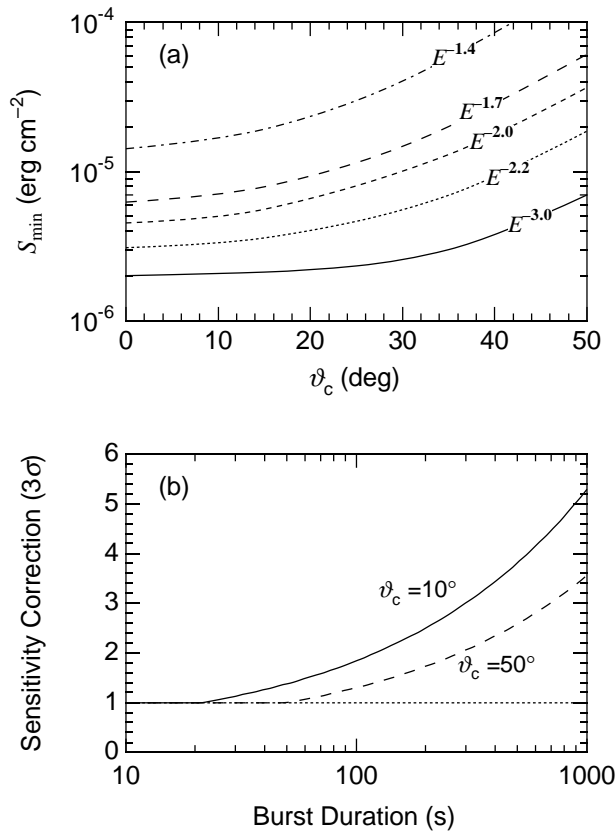 10⁻⁴
(a)
E⁻¹·⁴
E⁻¹·⁷
E⁻²·⁰
10⁻⁵
E⁻²·²
E⁻³·⁰
10⁻⁶
S_min (erg cm⁻²)
0 10 20 30 40 50
ϑ_c (deg)
6
(b)
5
4
ϑ_c =10°
3
2
ϑ_c =50°
1
0
Sensitivity Correction (3σ)
10 100 1000
Burst Duration (s)